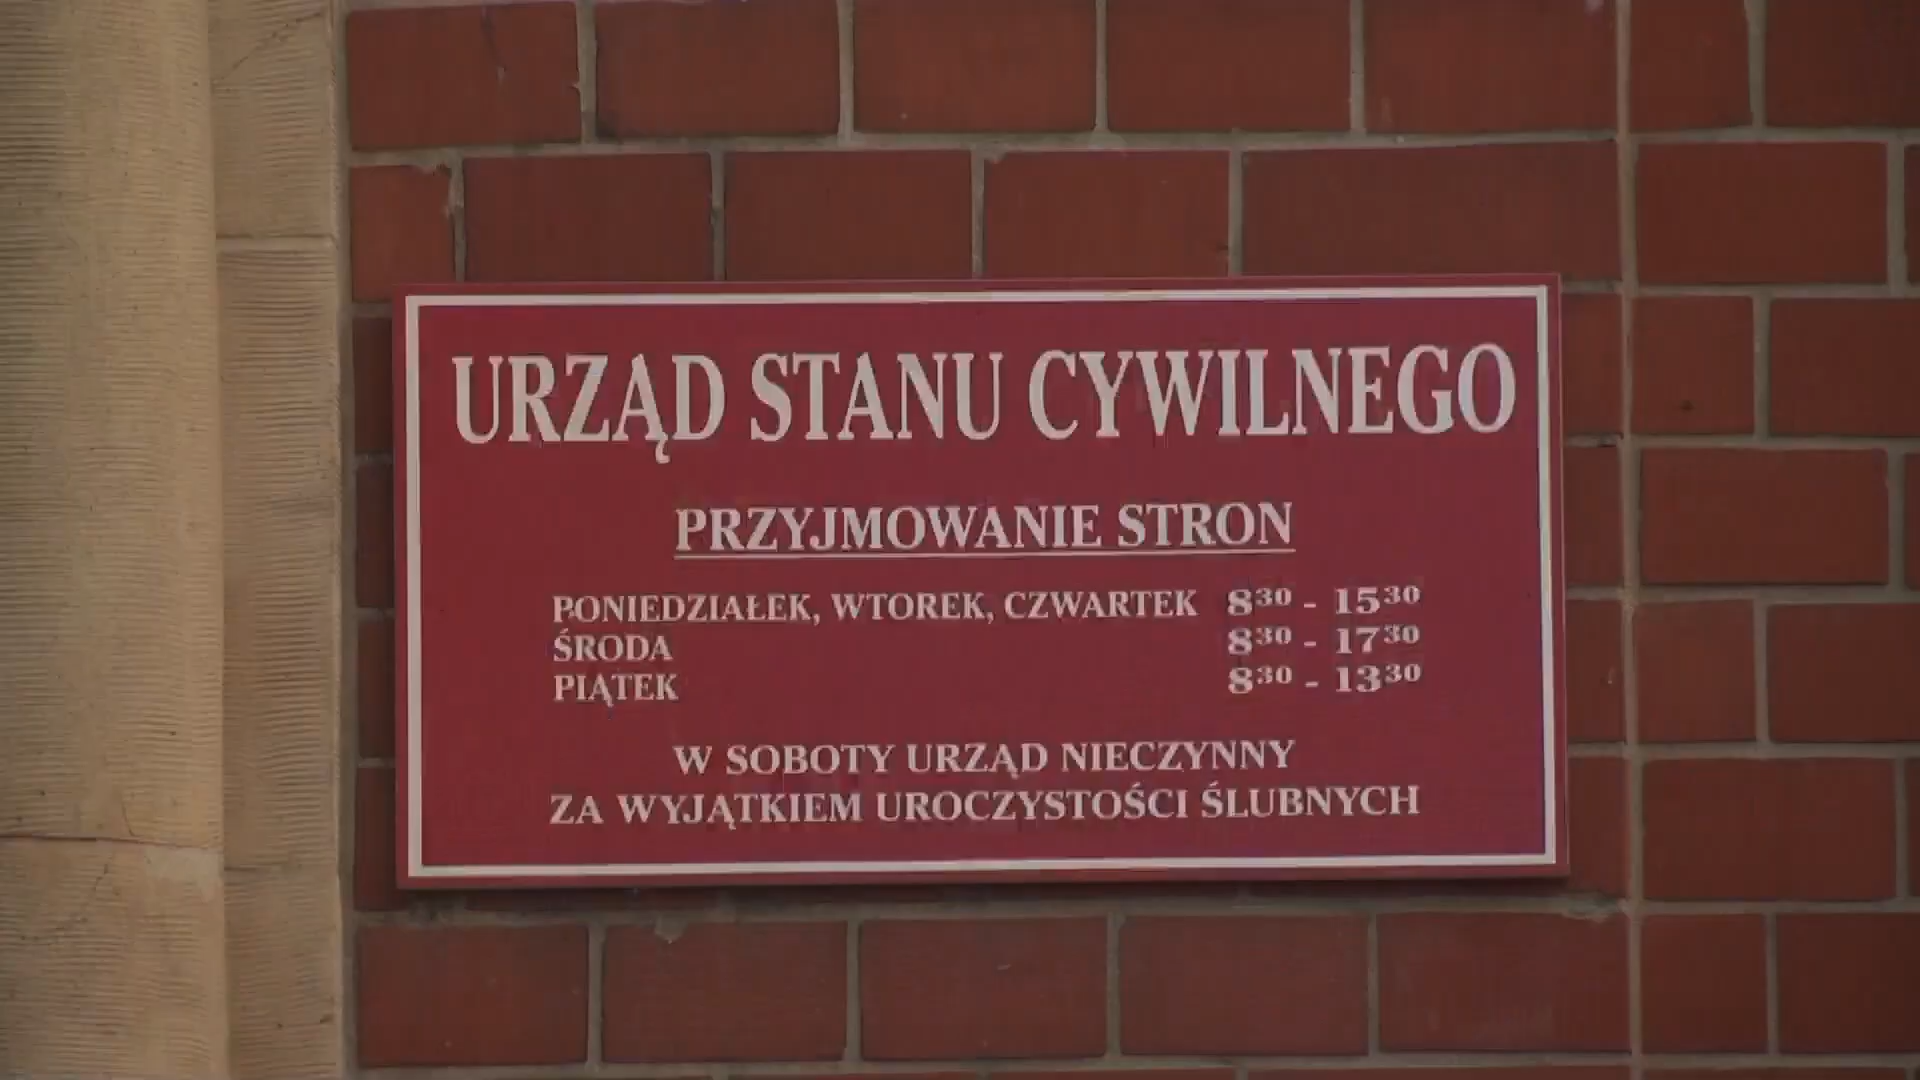 URZĄD STANU CYWILNEGO
PRZYJMOWANIE STRON
PONIEDZIAŁEK, WTOREK, CZWARTEK 8³⁰ - 15³⁰
ŚRODA 8³⁰ - 17³⁰
PIĄTEK 8³⁰ - 13³⁰
W SOBOTY URZĄD NIECZYNNY
ZA WYJĄTKIEM UROCZYSTOŚCI ŚLUBNYCH